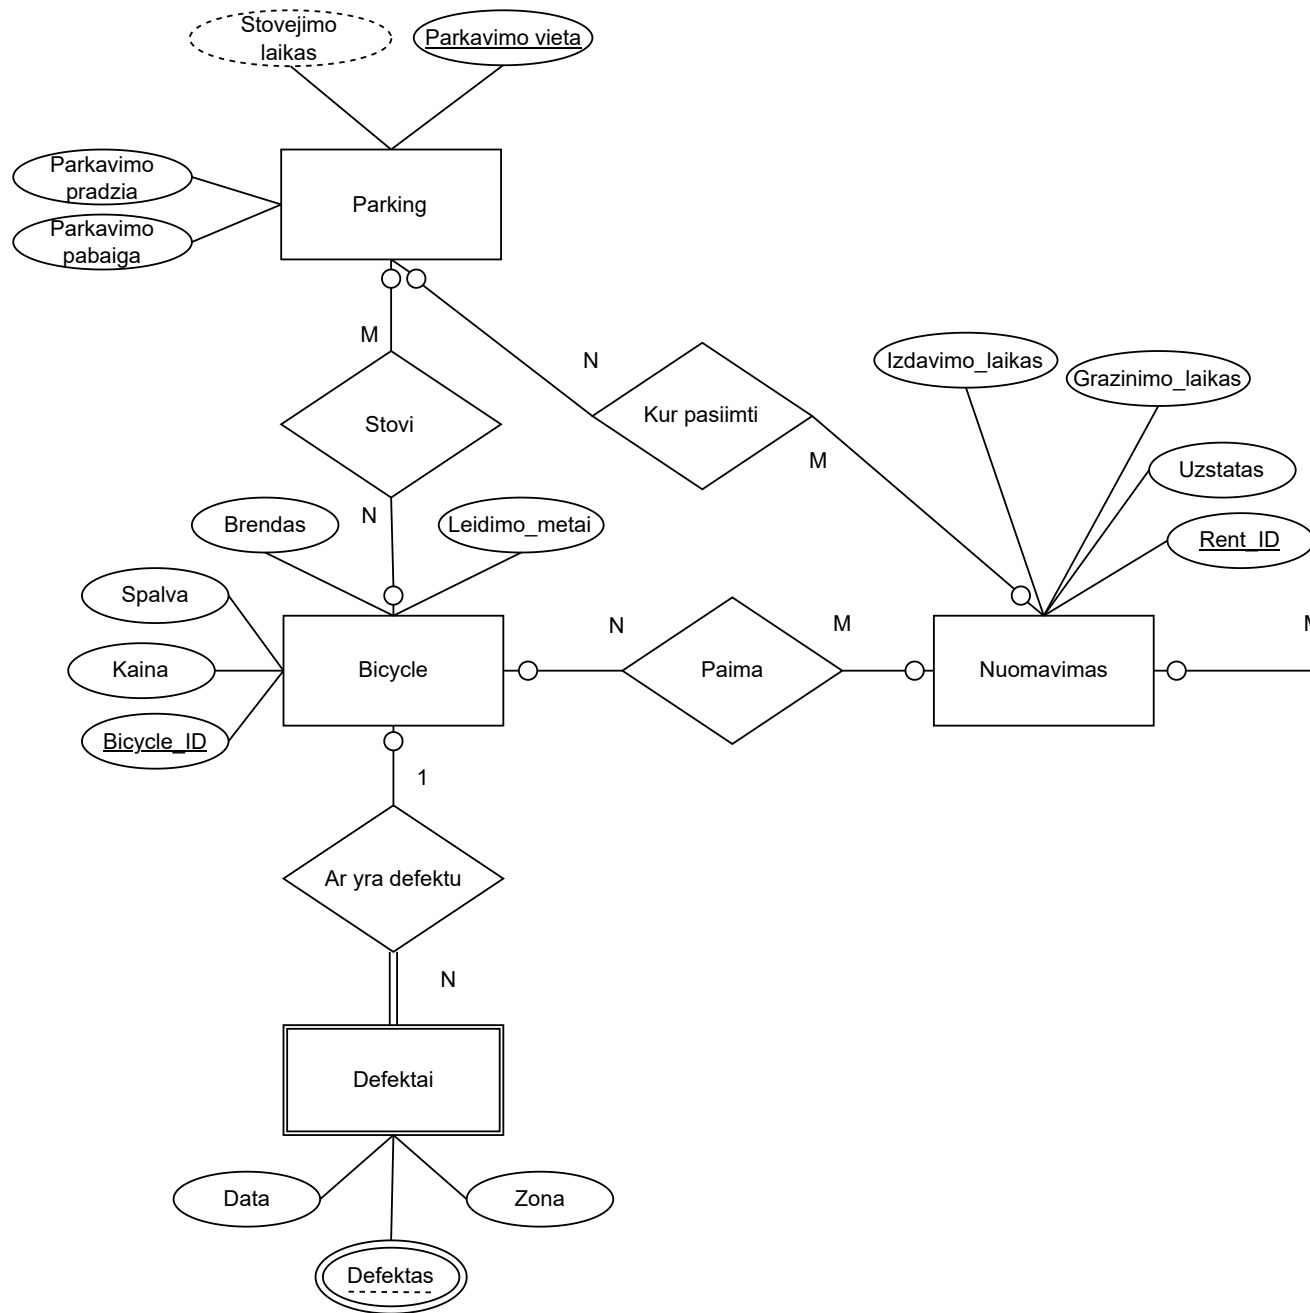 Stovejimo
laikas
Parkavimo vieta
Parkavimo
pradzia
Parking
Parkavimo
pabaiga
M
N
Izdavimo_laikas
Grazinimo_laikas
Kur pasiimti
Stovi
M
Uzstatas
N
Brendas
Leidimo_metai
Rent_ID
Spalva
N
M
M
Kaina
Bicycle
Paima
Nuomavimas
Bicycle_ID
1
Ar yra defektu
N
Defektai
Data
Zona
Defektas